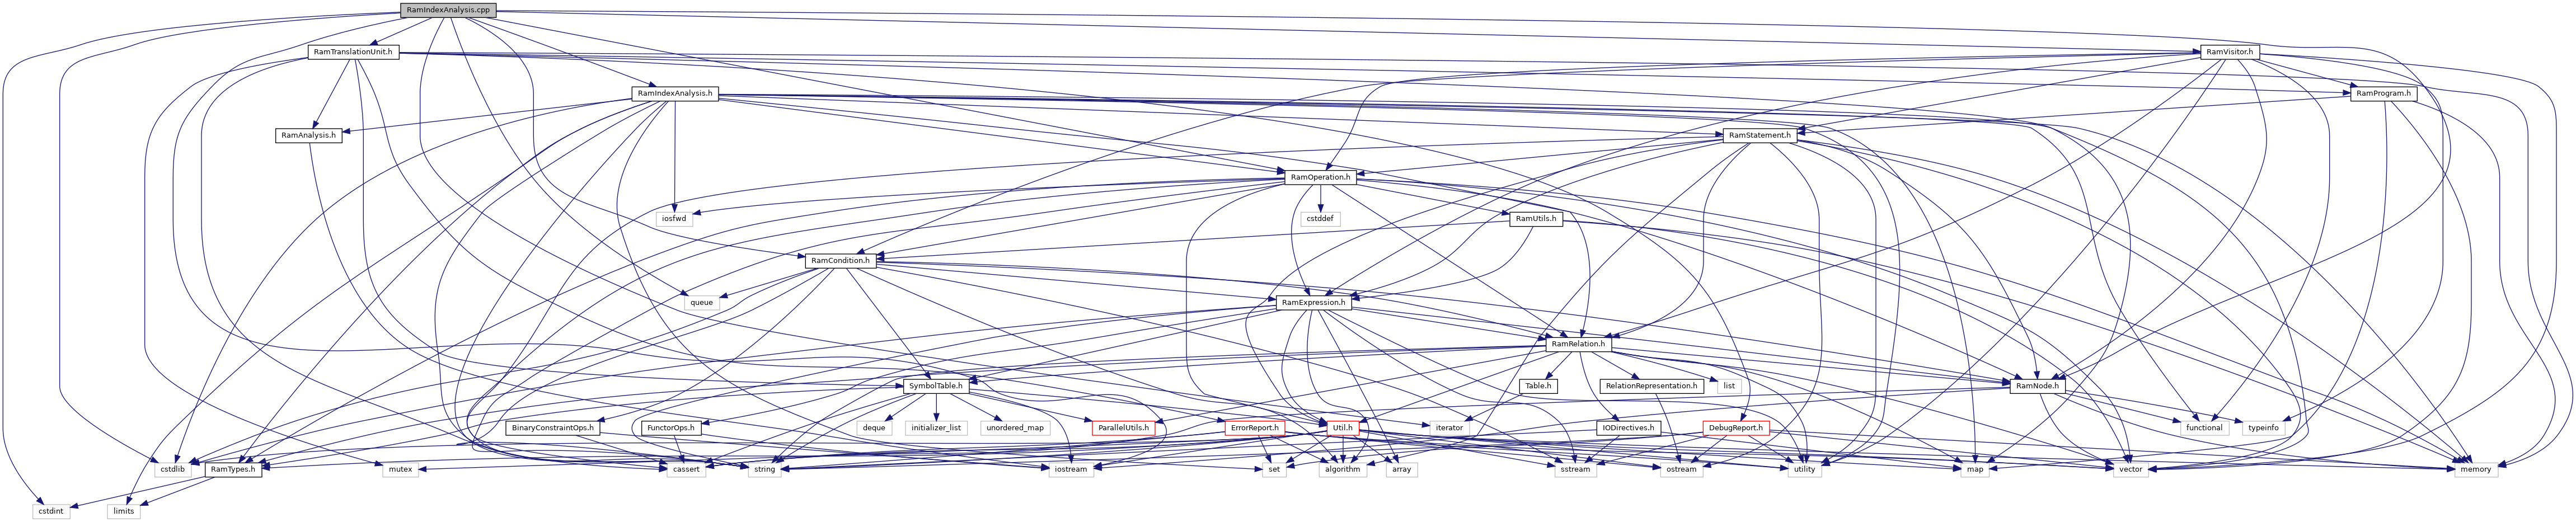 RamIndexAnalysis.cpp
RamTranslationUnit.h
RamVisitor.h
RamIndexAnalysis.h
RamProgram.h
RamAnalysis.h
RamStatement.h
RamOperation.h
iosfwd
cstddef
RamUtils.h
RamCondition.h
queue
RamExpression.h
RamRelation.h
SymbolTable.h
Table.h
RelationRepresentation.h
list
RamNode.h
BinaryConstraintOps.h
FunctorOps.h
deque
initializer_list
unordered_map
ParallelUtils.h
ErrorReport.h
Util.h
iterator
IODirectives.h
DebugReport.h
functional
typeinfo
cstdlib
RamTypes.h
mutex
cassert
string
iostream
set
algorithm
array
sstream
ostream
utility
map
vector
memory
cstdint
limits